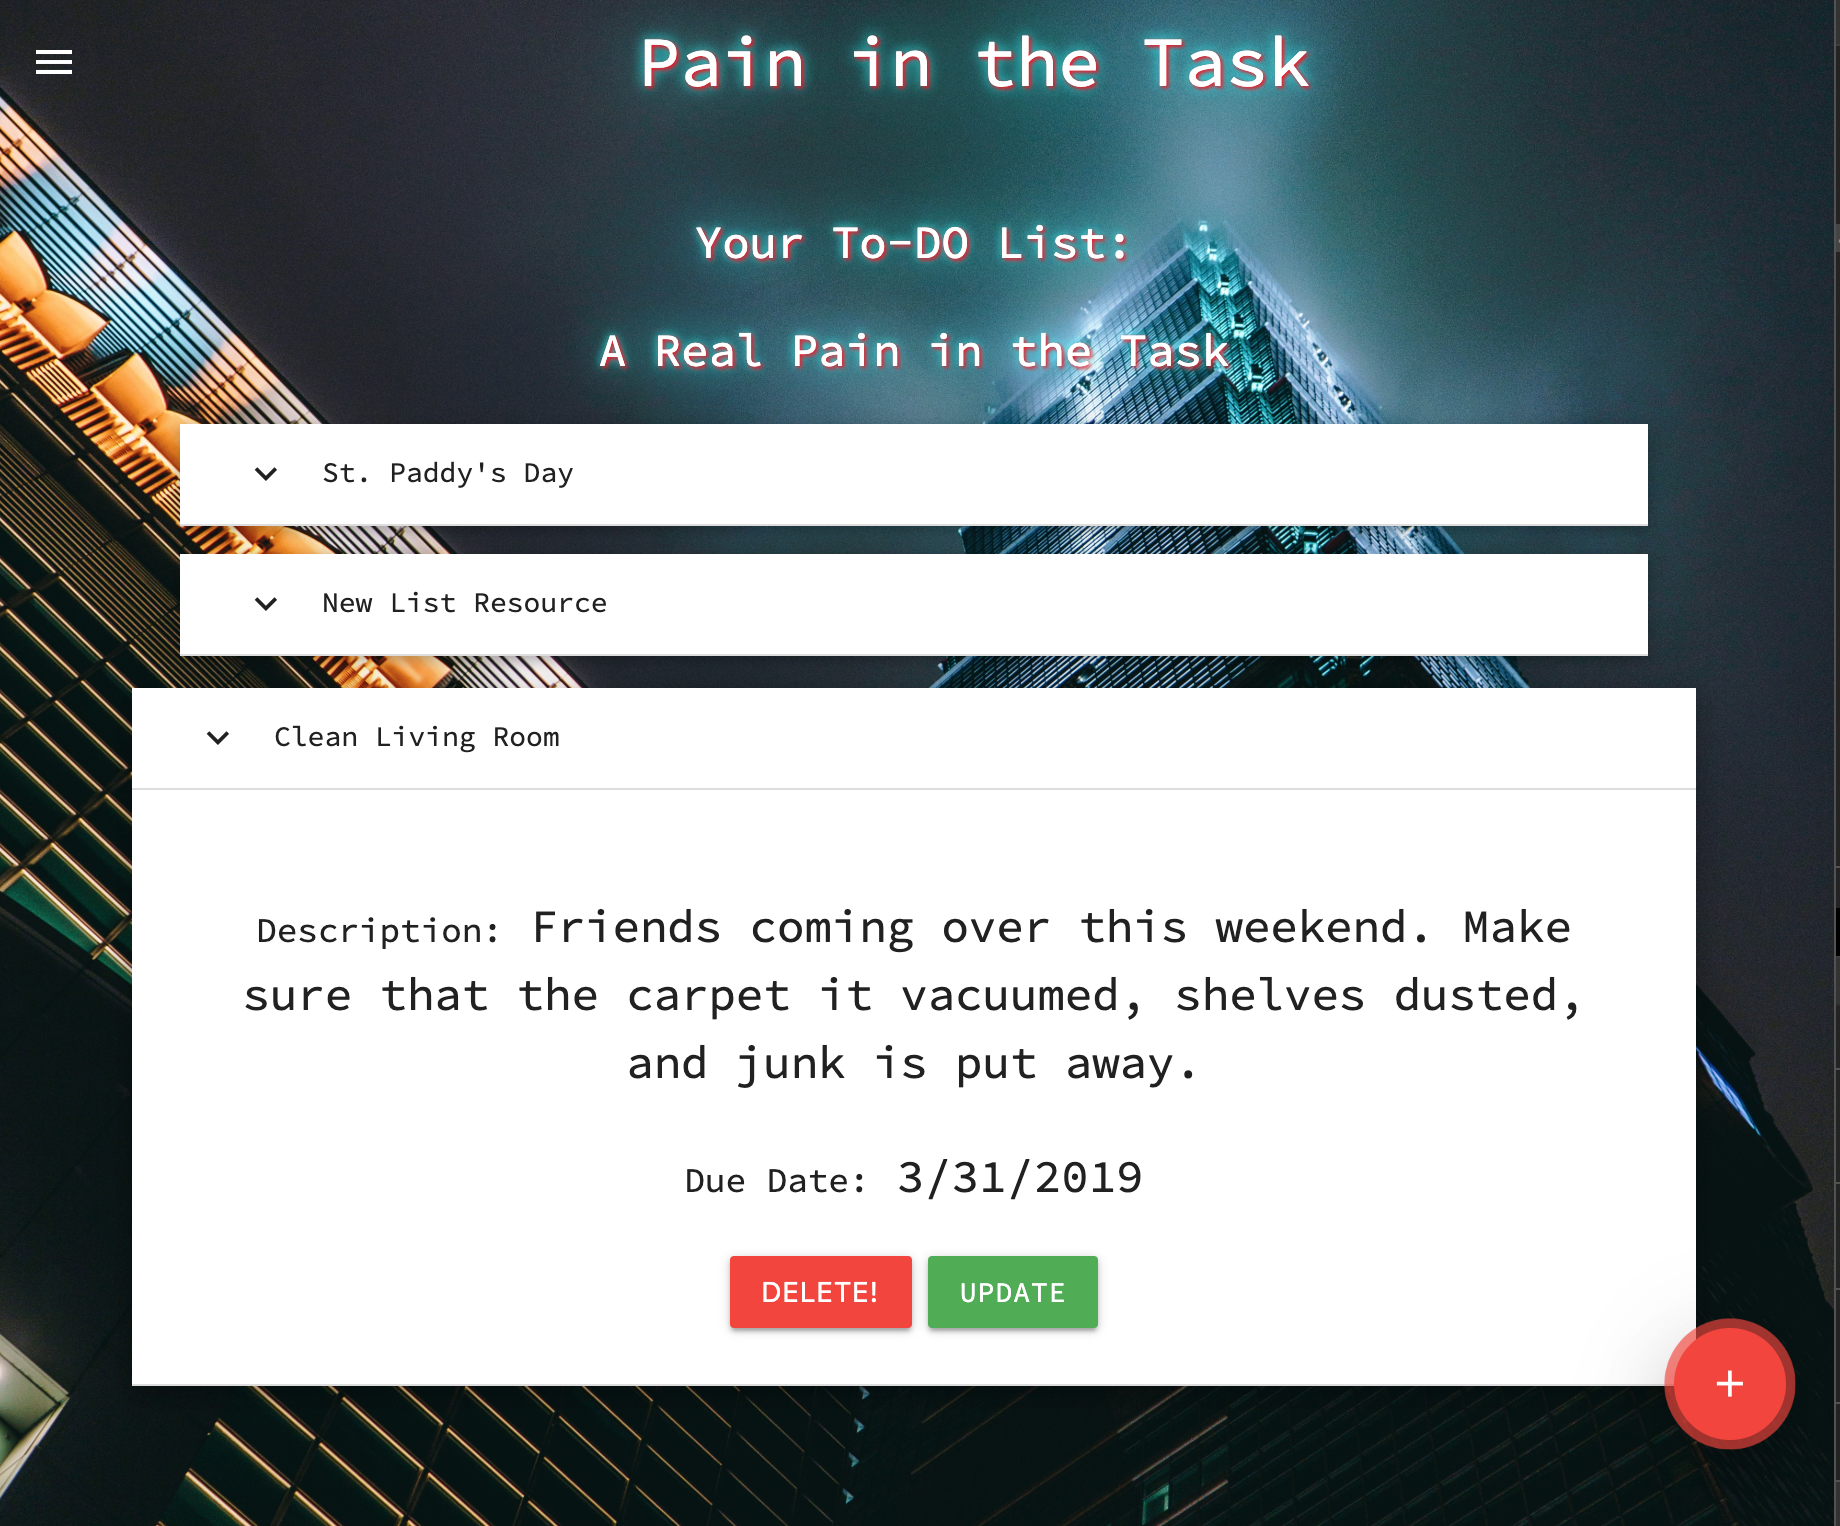 Pain in the Task
Your To-DO List:
A Real Pain in the Task
St. Paddy's Day
New List Resource
Clean Living Room
Description: Friends coming over this weekend. Make
sure that the carpet it vacuumed, shelves dusted,
and junk is put away.
Due Date: 3/31/2019
DELETE! UPDATE
+